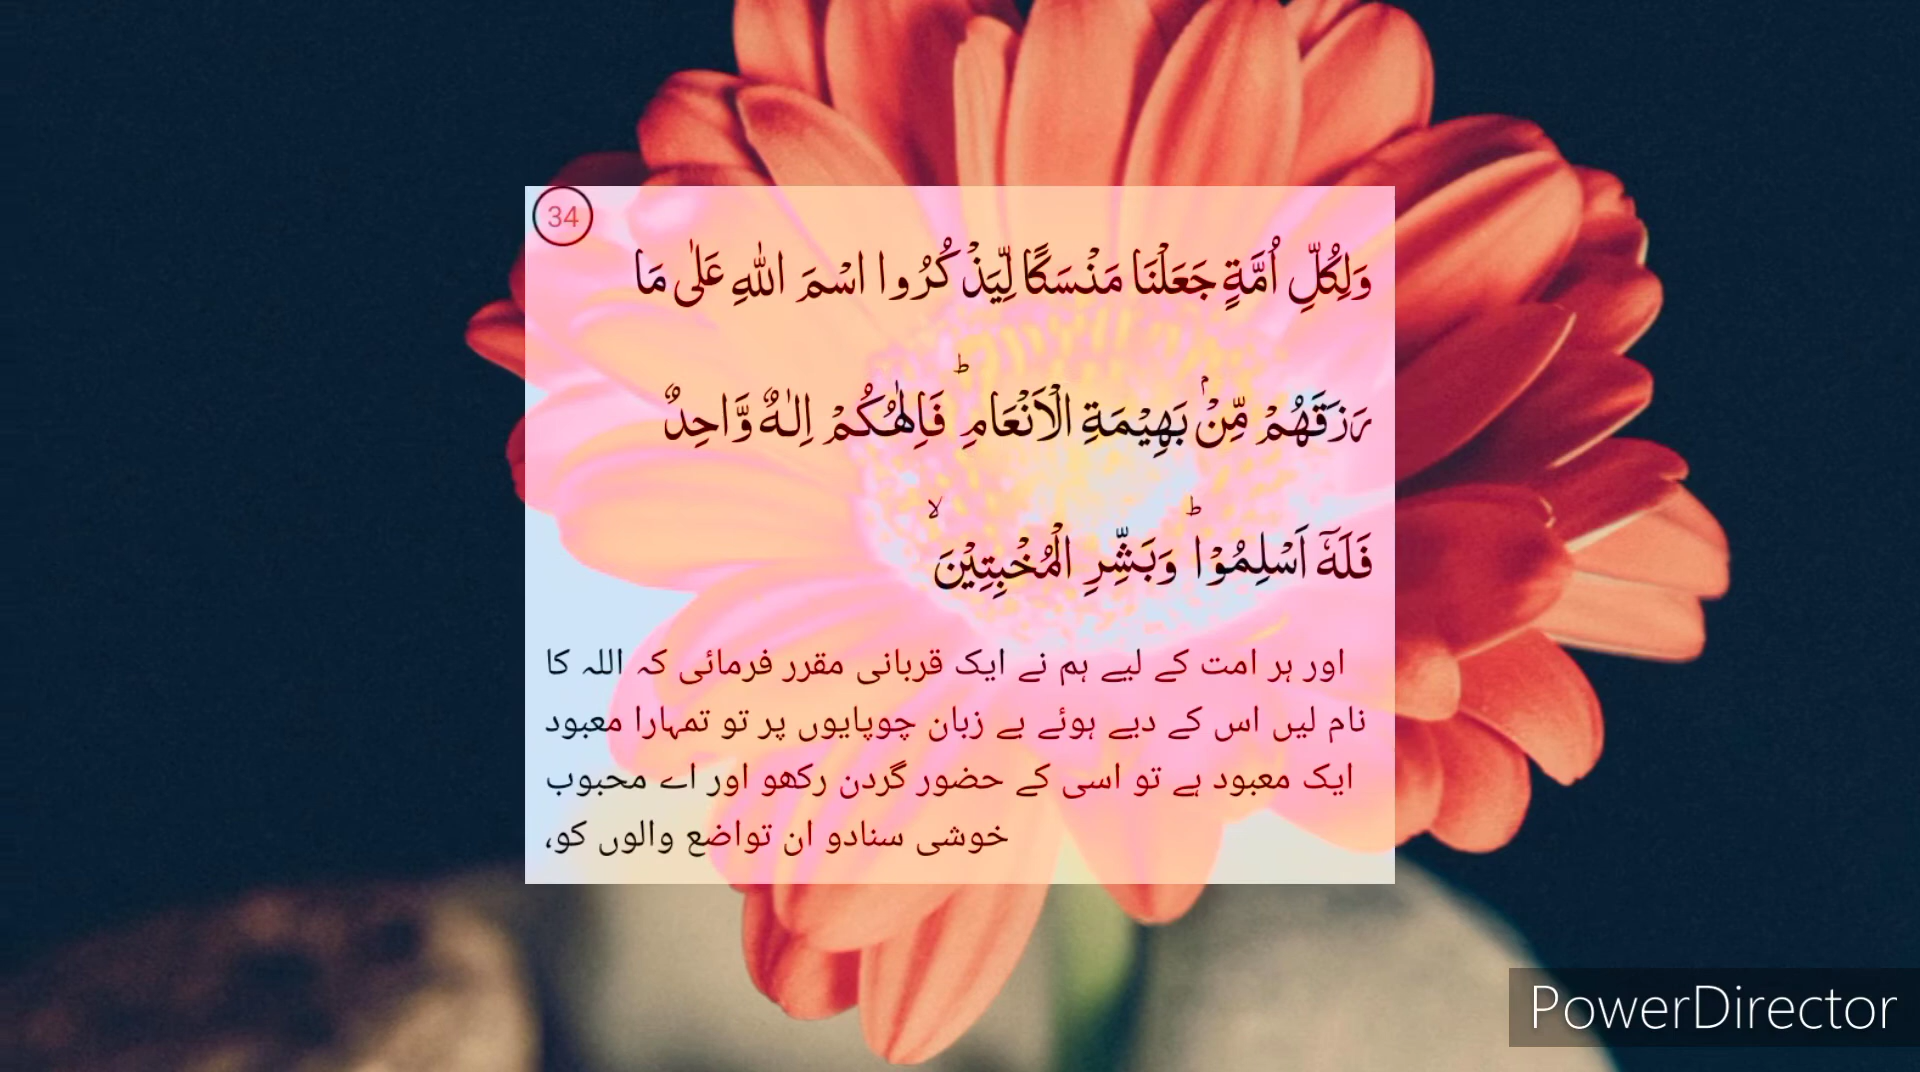 34
وَلِكُلِّ اُمَّةٍ جَعَلْنَا مَنْسَكًا لِّيَذْكُرُوا اسْمَ اللّٰهِ عَلٰى مَا
رَزَقَهُمْ مِّنْۢ بَهِيْمَةِ الْاَنْعَامِ ؕ فَاِلٰهُكُمْ اِلٰـهٌ وَّاحِدٌ
فَلَهٗۤ اَسْلِمُوْا ؕ وَبَشِّرِ الْمُخْبِتِيْنَ ۙ
اور ہر امت کے لیے ہم نے ایک قربانی مقرر فرمائی کہ اللہ کا
نام لیں اس کے دیے ہوئے بے زبان چوپایوں پر تو تمہارا معبود
ایک معبود ہے تو اسی کے حضور گردن رکھو اور اے محبوب
خوشی سنادو ان تواضع والوں کو،
PowerDirector